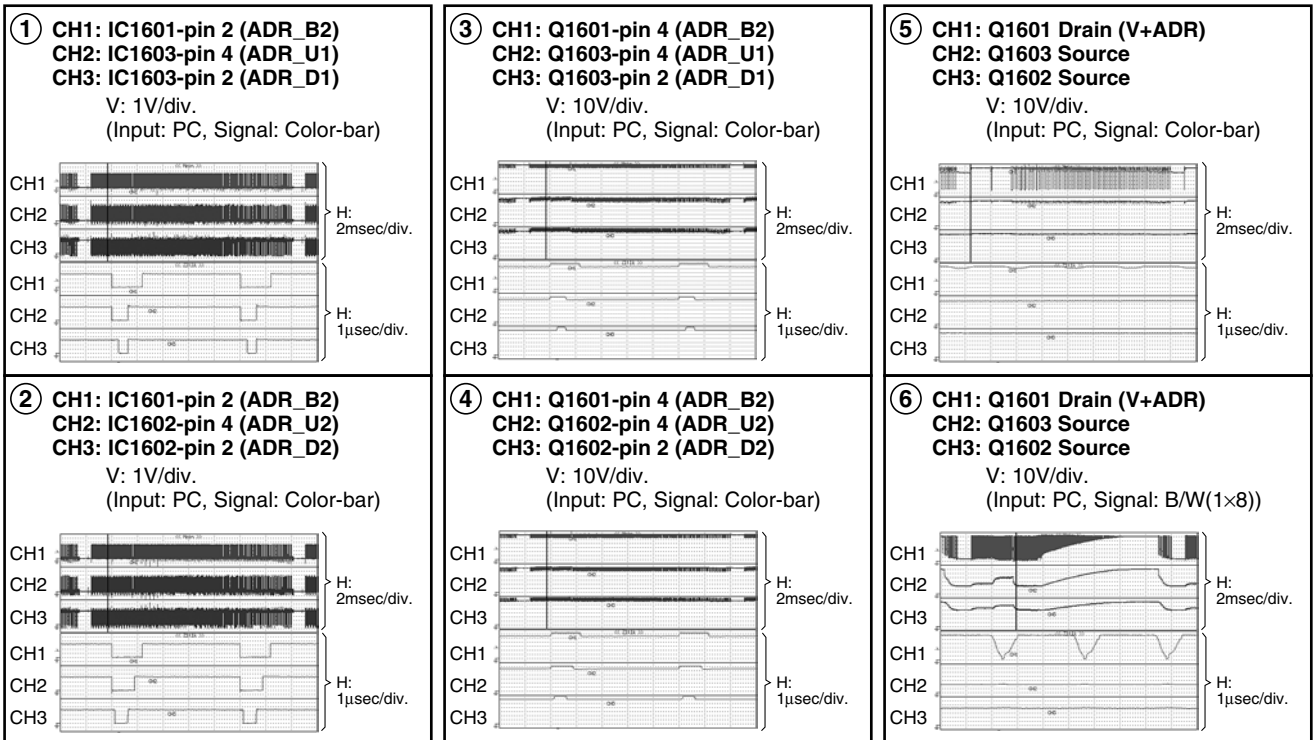 ① CH1: IC1601-pin 2 (ADR_B2)
CH2: IC1603-pin 4 (ADR_U1)
CH3: IC1603-pin 2 (ADR_D1)
V: 1V/div.
(Input: PC, Signal: Color-bar)
CH1
CH2
CH3
H:
2msec/div.
CH1
CH2
CH3
H:
1μsec/div.
③ CH1: Q1601-pin 4 (ADR_B2)
CH2: Q1603-pin 4 (ADR_U1)
CH3: Q1603-pin 2 (ADR_D1)
V: 10V/div.
(Input: PC, Signal: Color-bar)
CH1
CH2
CH3
H:
2msec/div.
CH1
CH2
CH3
H:
1μsec/div.
⑤ CH1: Q1601 Drain (V+ADR)
CH2: Q1603 Source
CH3: Q1602 Source
V: 10V/div.
(Input: PC, Signal: Color-bar)
CH1
CH2
CH3
H:
2msec/div.
CH1
CH2
CH3
H:
1μsec/div.
② CH1: IC1601-pin 2 (ADR_B2)
CH2: IC1602-pin 4 (ADR_U2)
CH3: IC1602-pin 2 (ADR_D2)
V: 1V/div.
(Input: PC, Signal: Color-bar)
CH1
CH2
CH3
H:
2msec/div.
CH1
CH2
CH3
H:
1μsec/div.
④ CH1: Q1601-pin 4 (ADR_B2)
CH2: Q1602-pin 4 (ADR_U2)
CH3: Q1602-pin 2 (ADR_D2)
V: 10V/div.
(Input: PC, Signal: Color-bar)
CH1
CH2
CH3
H:
2msec/div.
CH1
CH2
CH3
H:
1μsec/div.
⑥ CH1: Q1601 Drain (V+ADR)
CH2: Q1603 Source
CH3: Q1602 Source
V: 10V/div.
(Input: PC, Signal: B/W(1×8))
CH1
CH2
CH3
H:
2msec/div.
CH1
CH2
CH3
H:
1μsec/div.